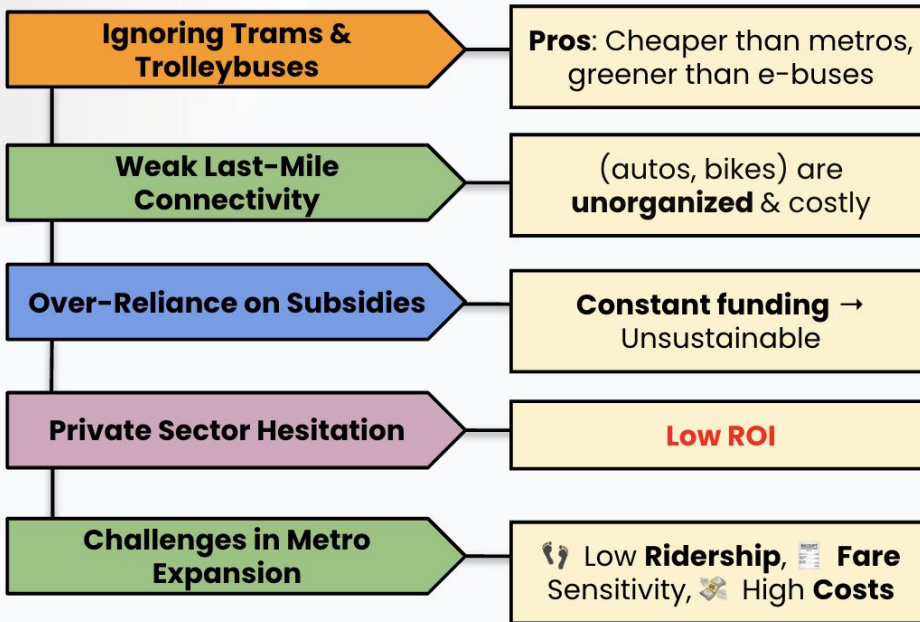 Ignoring Trams &
Trolleybuses
Pros: Cheaper than metros,
greener than e-buses
Weak Last-Mile
Connectivity
(autos, bikes) are
unorganized & costly
Over-Reliance on Subsidies
Constant funding →
Unsustainable
Private Sector Hesitation
Low ROI
Challenges in Metro
Expansion
👣 Low Ridership, 🧾 Fare
Sensitivity, 💸 High Costs